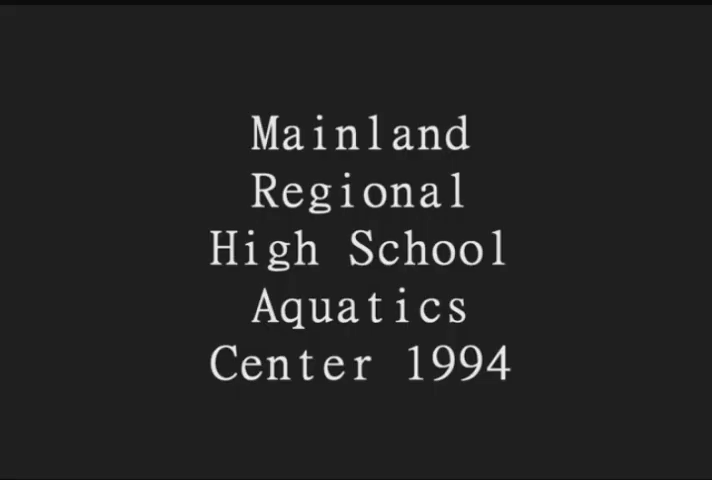 Mainland
Regional
High School
Aquatics
Center 1994